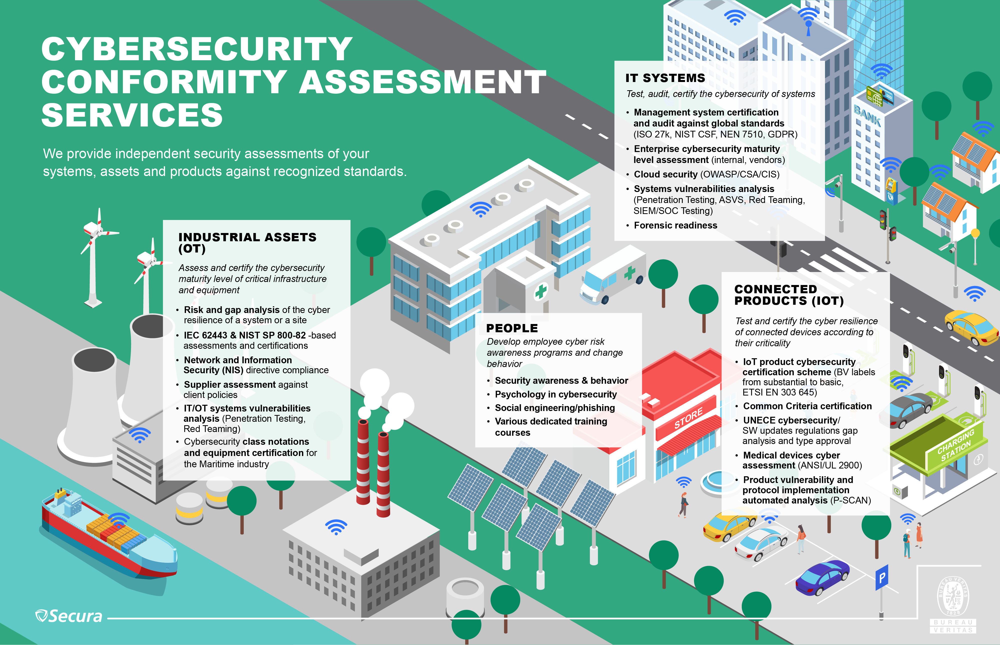 CYBERSECURITY
CONFORMITY ASSESSMENT
SERVICES
We provide independent security assessments of your
systems, assets and products against recognized standards.
IT SYSTEMS
Test, audit, certify the cybersecurity of systems
• Management system certification
and audit against global standards
(ISO 27k, NIST CSF, NEN 7510, GDPR)
• Enterprise cybersecurity maturity
level assessment (internal, vendors)
• Cloud security (OWASP/CSA/CIS)
• Systems vulnerabilities analysis
(Penetration Testing, ASVS, Red Teaming,
SIEM/SOC Testing)
• Forensic readiness
BANK
INDUSTRIAL ASSETS
(OT)
Assess and certify the cybersecurity
maturity level of critical infrastructure
and equipment
• Risk and gap analysis of the cyber
resilience of a system or a site
• IEC 62443 & NIST SP 800-82 -based
assessments and certifications
• Network and Information
Security (NIS) directive compliance
• Supplier assessment against
client policies
• IT/OT systems vulnerabilities
analysis (Penetration Testing,
Red Teaming)
• Cybersecurity class notations
and equipment certification for
the Maritime industry
PEOPLE
Develop employee cyber risk
awareness programs and change
behavior
• Security awareness & behavior
• Psychology in cybersecurity
• Social engineering/phishing
• Various dedicated training
courses
STORE
CONNECTED
PRODUCTS (IOT)
Test and certify the cyber resilience
of connected devices according to
their criticality
• IoT product cybersecurity
certification scheme (BV labels
from substantial to basic,
ETSI EN 303 645)
• Common Criteria certification
• UNECE cybersecurity/
SW updates regulations gap
analysis and type approval
• Medical devices cyber
assessment (ANSI/UL 2900)
• Product vulnerability and
protocol implementation
automated analysis (P-SCAN)
CHARGING
STATION
P
Secura
BUREAU VERITAS
1828
BUREAU
VERITAS